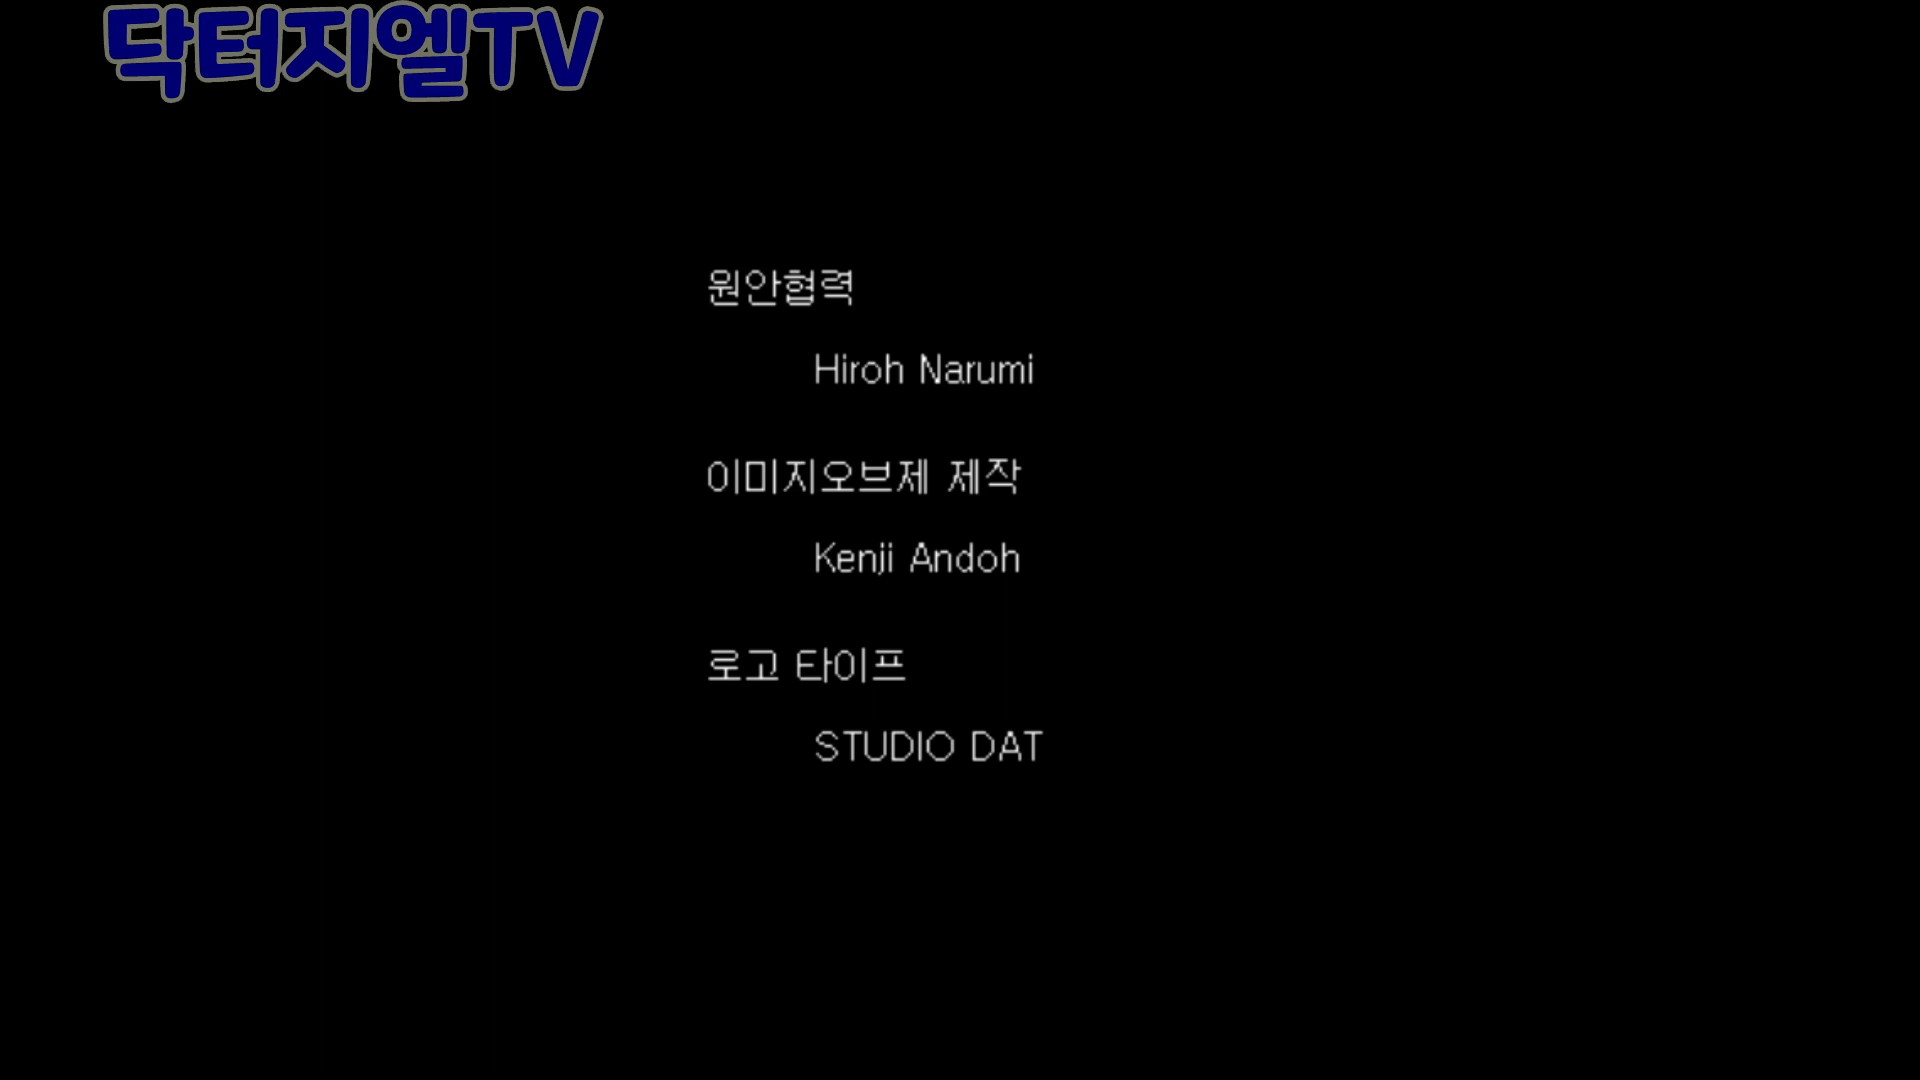 닥터지엘TV
원안협력
Hiroh Narumi
이미지오브제 제작
Kenji Andoh
로고 타이프
STUDIO DAT